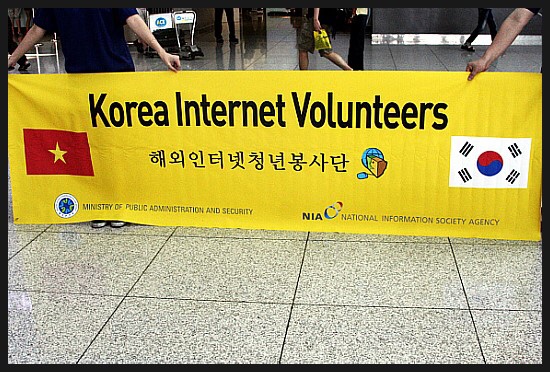 Korea Internet Volunteers
해외인터넷청년봉사단
MINISTRY OF PUBLIC ADMINISTRATION AND SECURITY
NIA NATIONAL INFORMATION SOCIETY AGENCY